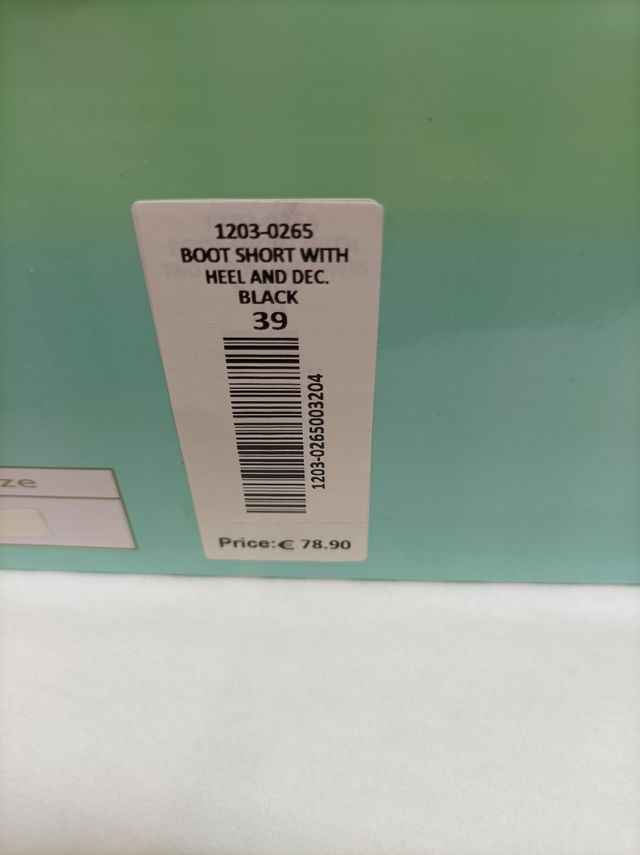 1203-0265
BOOT SHORT WITH
HEEL AND DEC.
BLACK
39
1203-0265003204
Price:€ 78.90
ze